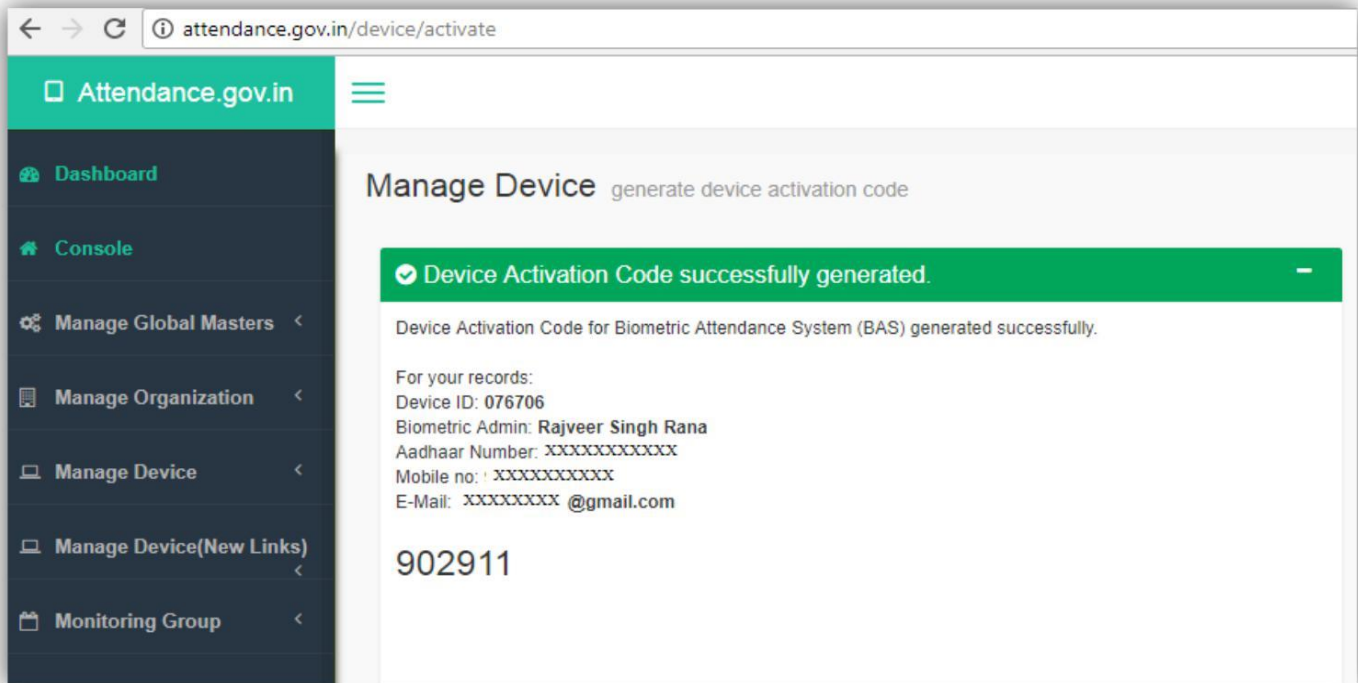 attendance.gov.in/device/activate
Attendance.gov.in
Dashboard
Console
Manage Global Masters
Manage Organization
Manage Device
Manage Device(New Links)
Monitoring Group
Manage Device generate device activation code
Device Activation Code successfully generated.
Device Activation Code for Biometric Attendance System (BAS) generated successfully.
For your records:
Device ID: 076706
Biometric Admin: Rajveer Singh Rana
Aadhaar Number: XXXXXXXXXXX
Mobile no: XXXXXXXXXX
E-Mail: XXXXXXXX @gmail.com
902911